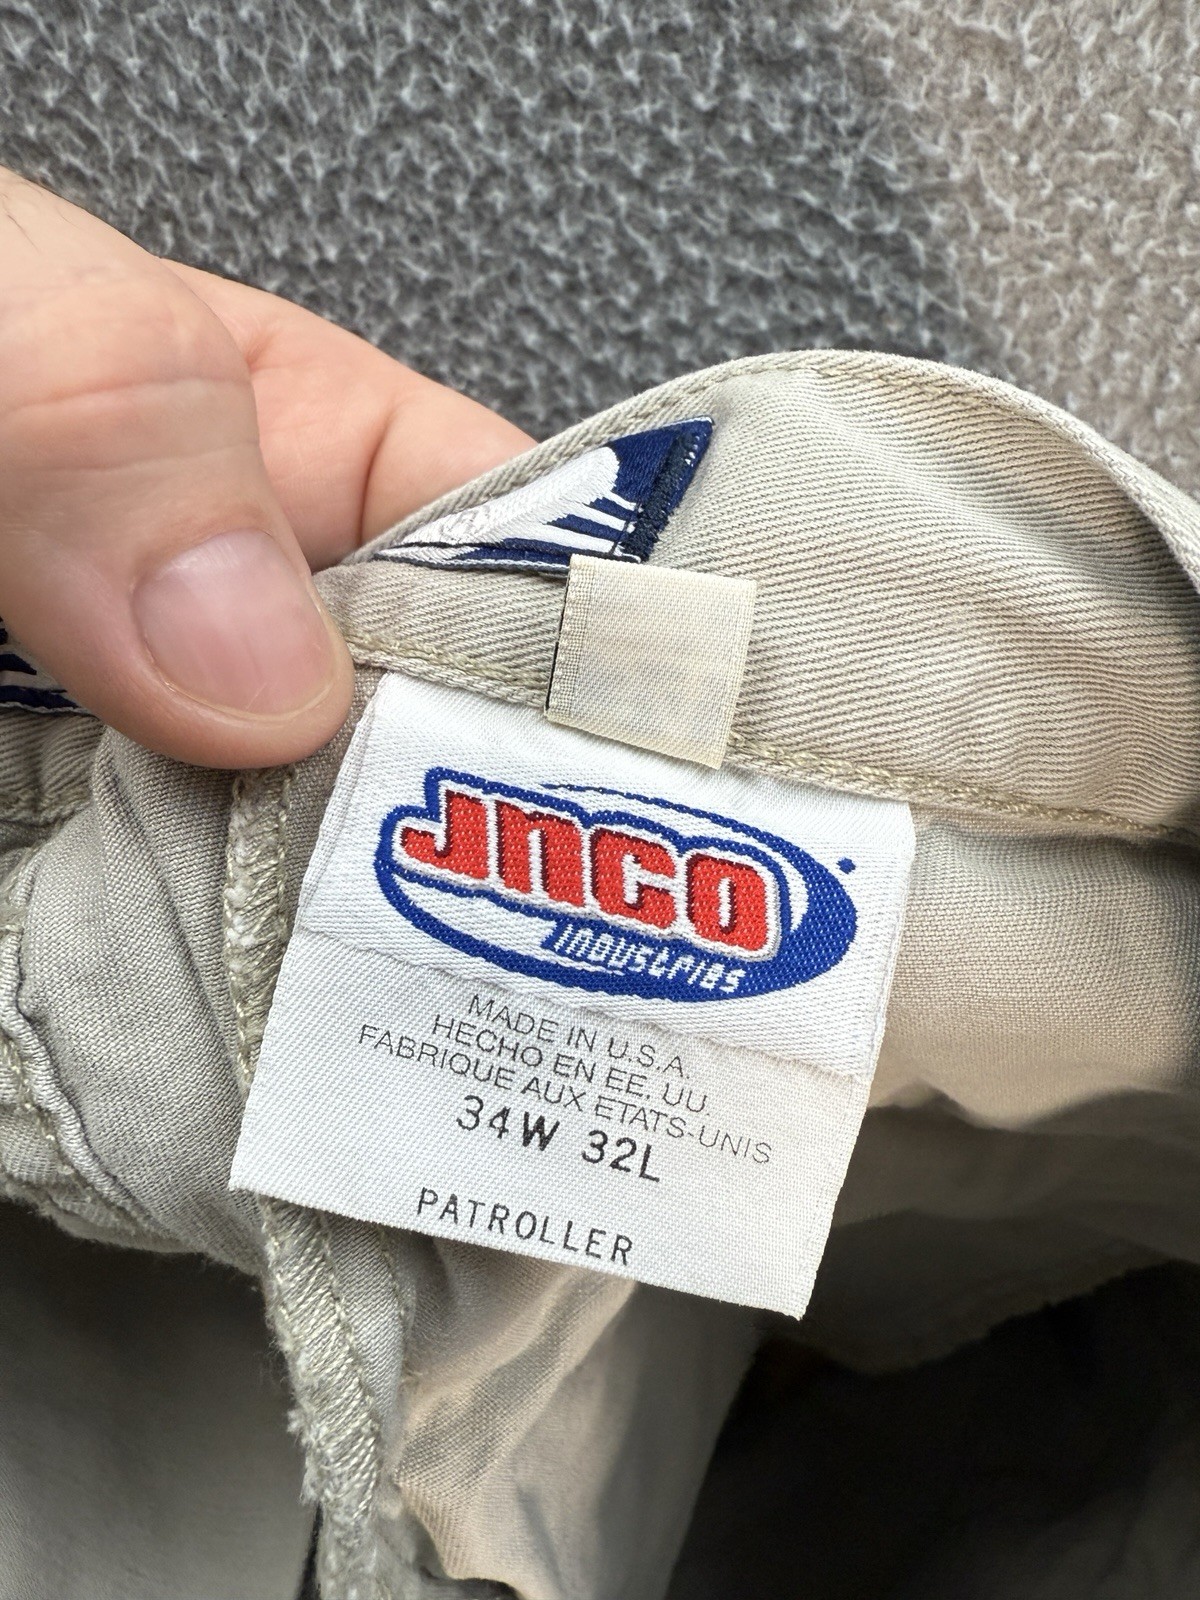 JNCO
INDUSTRIES
MADE IN U.S.A.
HECHO EN EE. UU.
FABRIQUE AUX ETATS-UNIS
34W 32L
PATROLLER